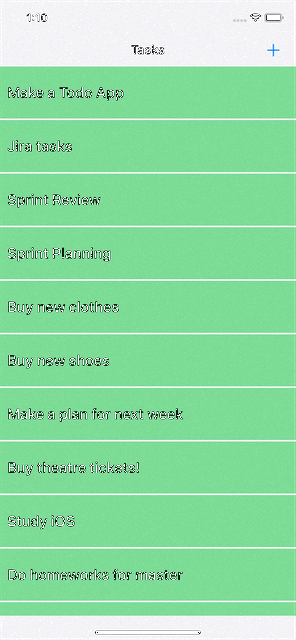 1:10
Tasks
+
Make a Todo App
Jira tasks
Sprint Review
Sprint Planning
Buy new clothes
Buy new shoes
Make a plan for next week
Buy theatre tickets!
Study iOS
Do homeworks for master